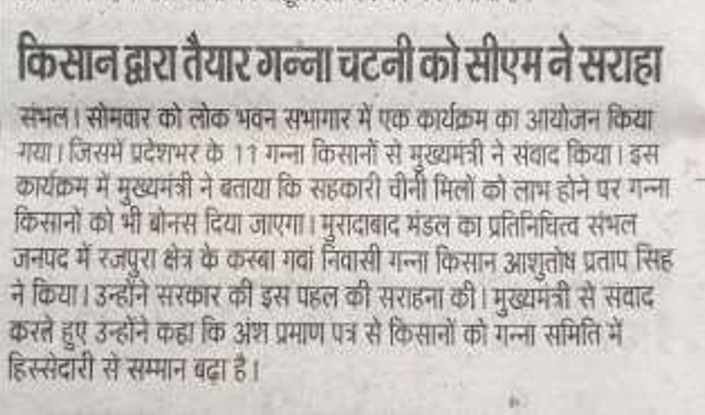 किसान द्वारा तैयार गन्ना चटनी को सीएम ने सराहा
संभल। सोमवार को लोक भवन सभागार में एक कार्यक्रम का आयोजन किया
गया। जिसमें प्रदेशभर के 11 गन्ना किसानों से मुख्यमंत्री ने संवाद किया। इस
कार्यक्रम में मुख्यमंत्री ने बताया कि सहकारी चीनी मिलों को लाभ होने पर गन्ना
किसानों को भी बोनस दिया जाएगा। मुरादाबाद मंडल का प्रतिनिधित्व संभल
जनपद में रजपुरा क्षेत्र के कस्बा गवां निवासी गन्ना किसान आशुतोष प्रताप सिंह
ने किया। उन्होंने सरकार की इस पहल की सराहना की। मुख्यमंत्री से संवाद
करते हुए उन्होंने कहा कि अंश प्रमाण पत्र से किसानों को गन्ना समिति में
हिस्सेदारी से सम्मान बढ़ा है।